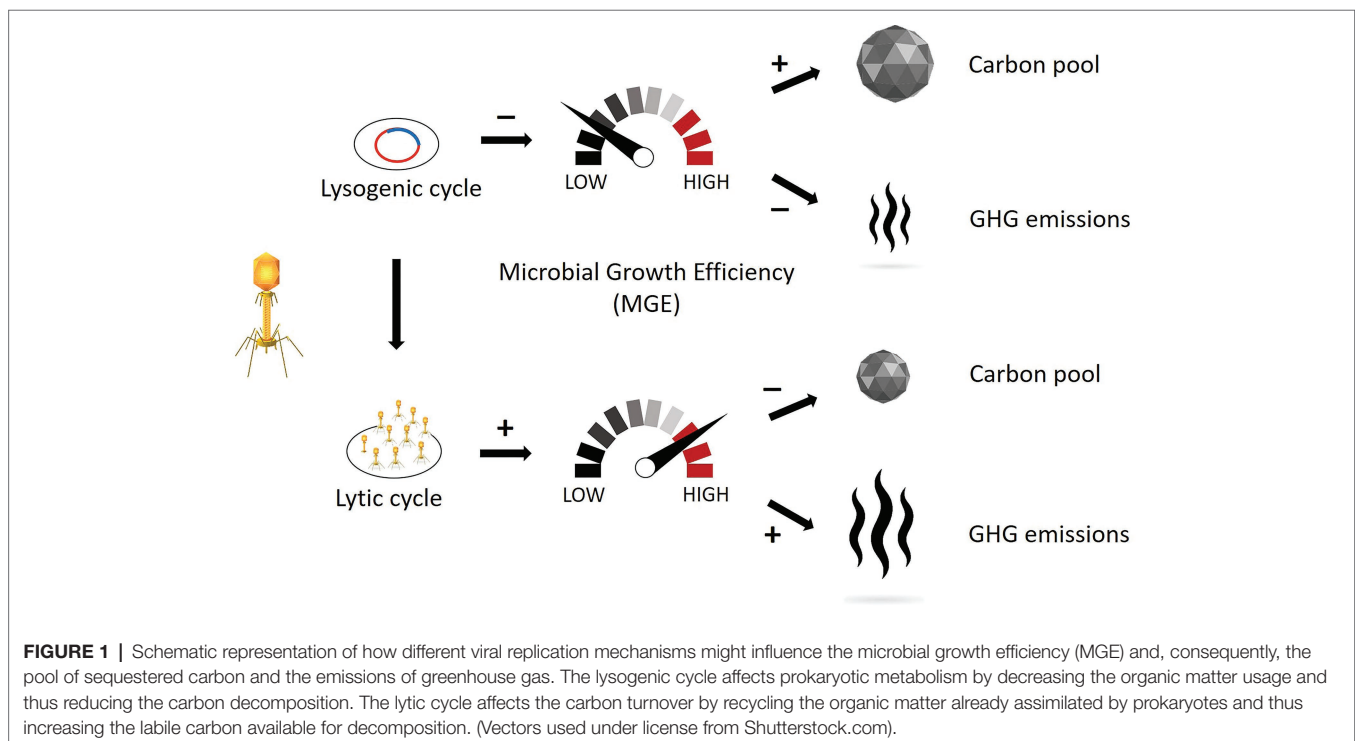 +
Carbon pool
−
Lysogenic cycle
LOW
HIGH
−
GHG emissions
Microbial Growth Efficiency
(MGE)
−
Carbon pool
+
Lytic cycle
LOW
HIGH
+
GHG emissions
FIGURE 1 | Schematic representation of how different viral replication mechanisms might influence the microbial growth efficiency (MGE) and, consequently, the
pool of sequestered carbon and the emissions of greenhouse gas. The lysogenic cycle affects prokaryotic metabolism by decreasing the organic matter usage and
thus reducing the carbon decomposition. The lytic cycle affects the carbon turnover by recycling the organic matter already assimilated by prokaryotes and thus
increasing the labile carbon available for decomposition. (Vectors used under license from Shutterstock.com).